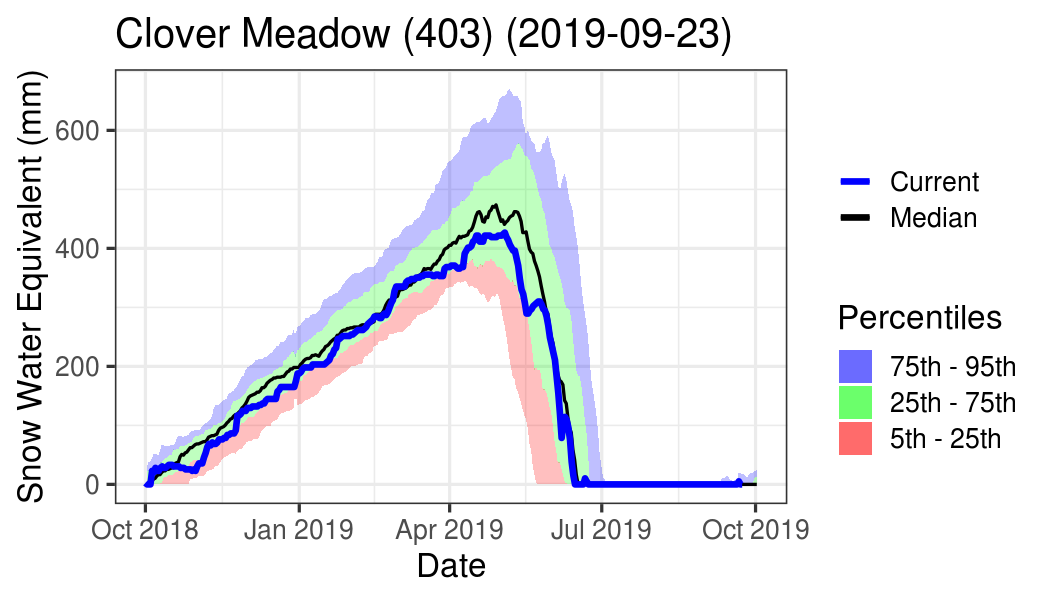 Clover Meadow (403) (2019-09-23)
Snow Water Equivalent (mm)
600
400
200
0
Oct 2018
Jan 2019
Apr 2019
Jul 2019
Oct 2019
Date
Current
Median
Percentiles
75th - 95th
25th - 75th
5th - 25th